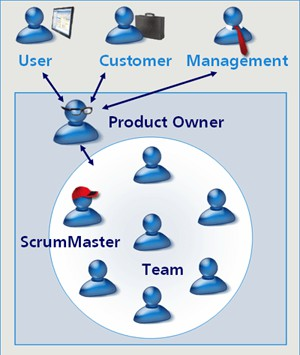 User
Customer
Management
Product Owner
ScrumMaster
Team